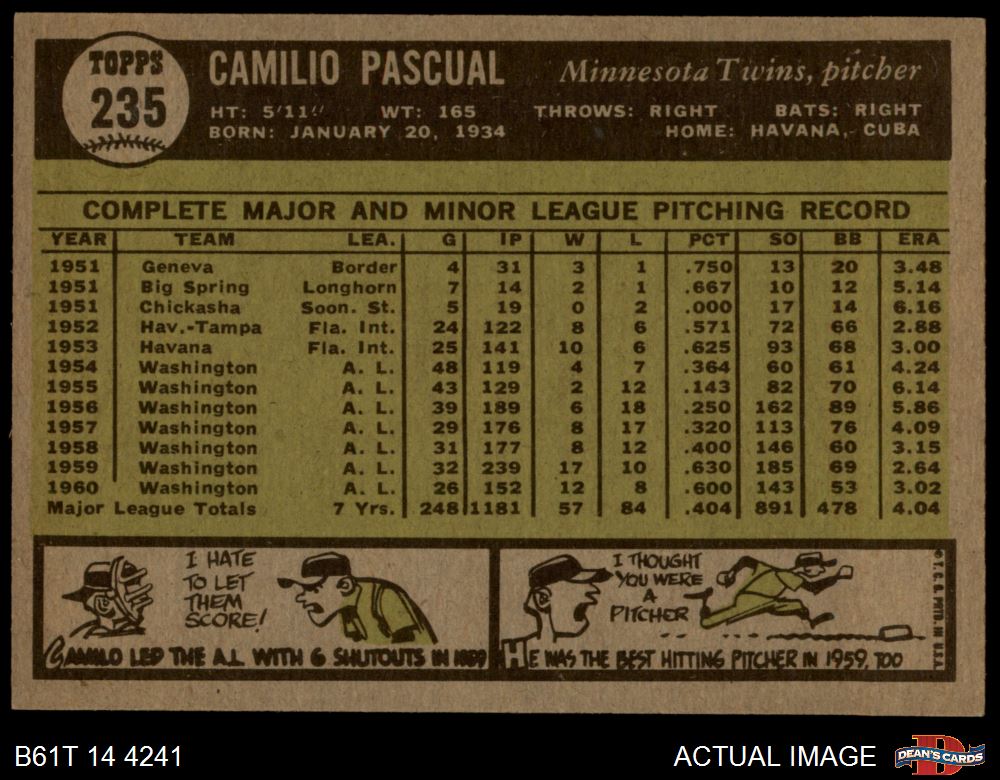 TOPPS
235
CAMILIO PASCUAL Minnesota Twins, pitcher
HT: 5'11" WT: 165 THROWS: RIGHT BATS: RIGHT
BORN: JANUARY 20, 1934 HOME: HAVANA, CUBA
COMPLETE MAJOR AND MINOR LEAGUE PITCHING RECORD
YEAR TEAM LEA. G IP W L PCT SO BB ERA
1951 Geneva Border 4 31 3 1 .750 13 20 3.48
1951 Big Spring Longhorn 7 14 2 1 .667 10 12 5.14
1951 Chickasha Soon. St. 5 19 0 2 .000 17 14 6.16
1952 Hav.-Tampa Fla. Int. 24 122 8 6 .571 72 66 2.88
1953 Havana Fla. Int. 25 141 10 6 .625 93 68 3.00
1954 Washington A. L. 48 119 4 7 .364 60 61 4.24
1955 Washington A. L. 43 129 2 12 .143 82 70 6.14
1956 Washington A. L. 39 189 6 18 .250 162 89 5.86
1957 Washington A. L. 29 176 8 17 .320 113 76 4.09
1958 Washington A. L. 31 177 8 12 .400 146 60 3.15
1959 Washington A. L. 32 239 17 10 .630 185 69 2.64
1960 Washington A. L. 26 152 12 8 .600 143 53 3.02
Major League Totals 7 Yrs. 248 1181 57 84 .404 891 478 4.04
I HATE
TO LET
THEM
SCORE!
CAMILO LED THE A.L. WITH 6 SHUTOUTS IN 1959
I THOUGHT
YOU WERE
A
PITCHER
HE WAS THE BEST HITTING PITCHER IN 1959, TOO
© T.C.G. PRTD. IN U.S.A.
B61T 14 4241
ACTUAL IMAGE
DEAN'S CARDS